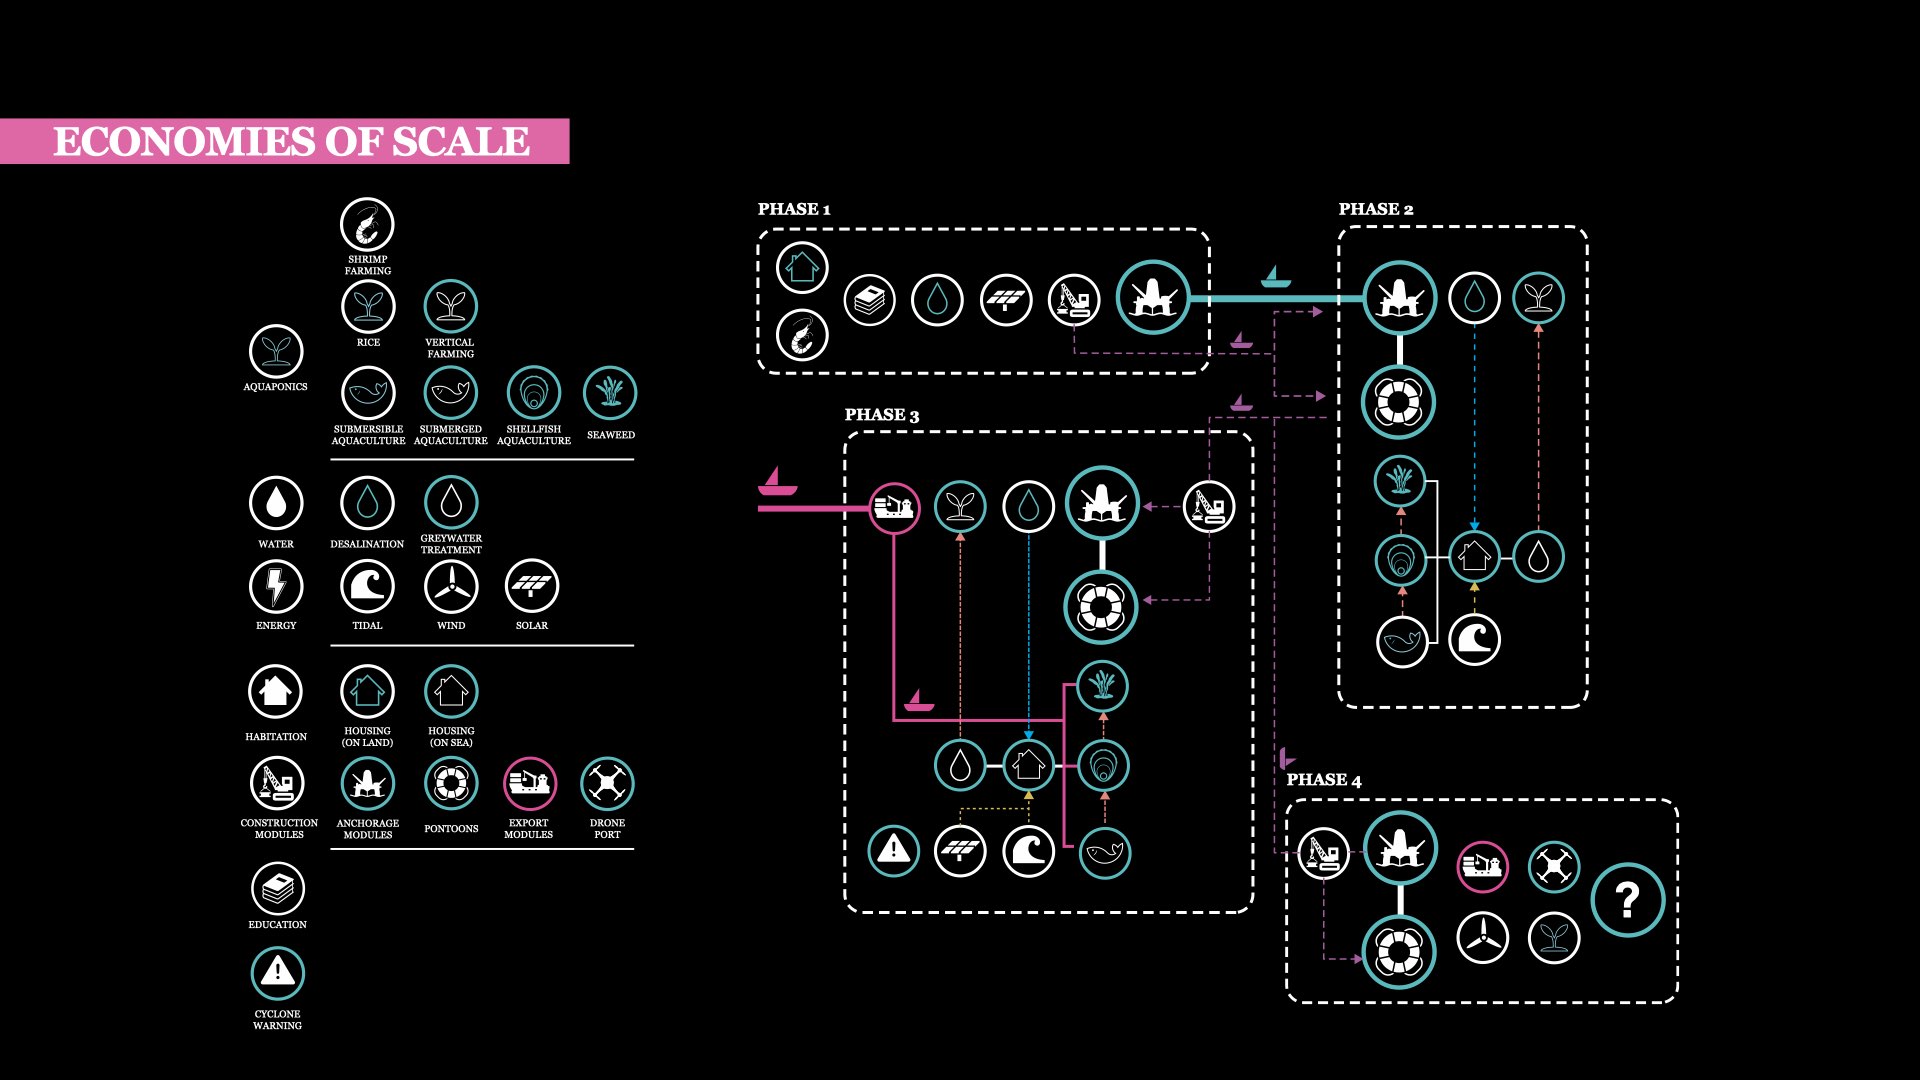 ECONOMIES OF SCALE
SHRIMP
FARMING
RICE
VERTICAL
FARMING
AQUAPONICS
SUBMERSIBLE
AQUACULTURE
SUBMERGED
AQUACULTURE
SHELLFISH
AQUACULTURE
SEAWEED
WATER
DESALINATION
GREYWATER
TREATMENT
ENERGY
TIDAL
WIND
SOLAR
HABITATION
HOUSING
(ON LAND)
HOUSING
(ON SEA)
CONSTRUCTION
MODULES
ANCHORAGE
MODULES
PONTOONS
EXPORT
MODULES
DRONE
PORT
EDUCATION
CYCLONE
WARNING
PHASE 1
PHASE 2
PHASE 3
PHASE 4
?